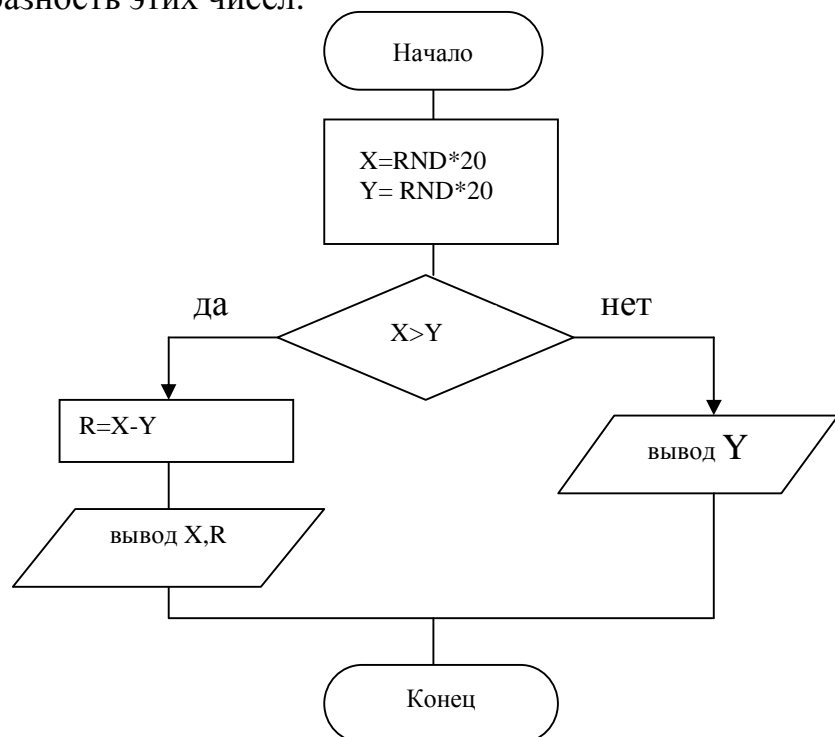 разность этих чисел.
Начало
X=RND*20
Y= RND*20
да
нет
X>Y
R=X-Y
вывод Y
вывод X,R
Конец